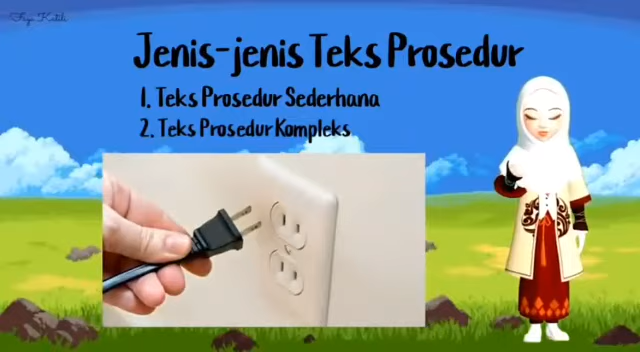 Jenis-jenis Teks Prosedur
1. Teks Prosedur Sederhana
2. Teks Prosedur Kompleks